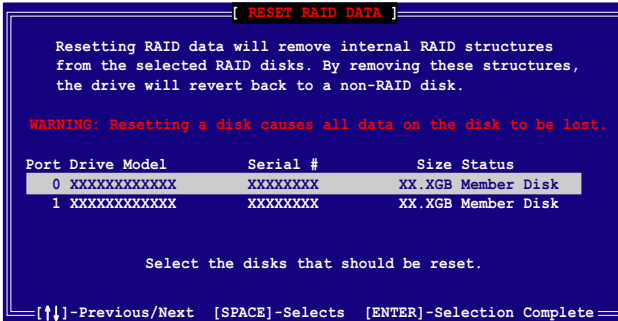 [ RESET RAID DATA ]
Resetting RAID data will remove internal RAID structures
from the selected RAID disks. By removing these structures,
the drive will revert back to a non-RAID disk.
WARNING: Resetting a disk causes all data on the disk to be lost.
Port Drive Model Serial # Size Status
0 XXXXXXXXXXXX XXXXXXXX XX.XGB Member Disk
1 XXXXXXXXXXXX XXXXXXXX XX.XGB Member Disk
Select the disks that should be reset.
[↑↓]-Previous/Next [SPACE]-Selects [ENTER]-Selection Complete